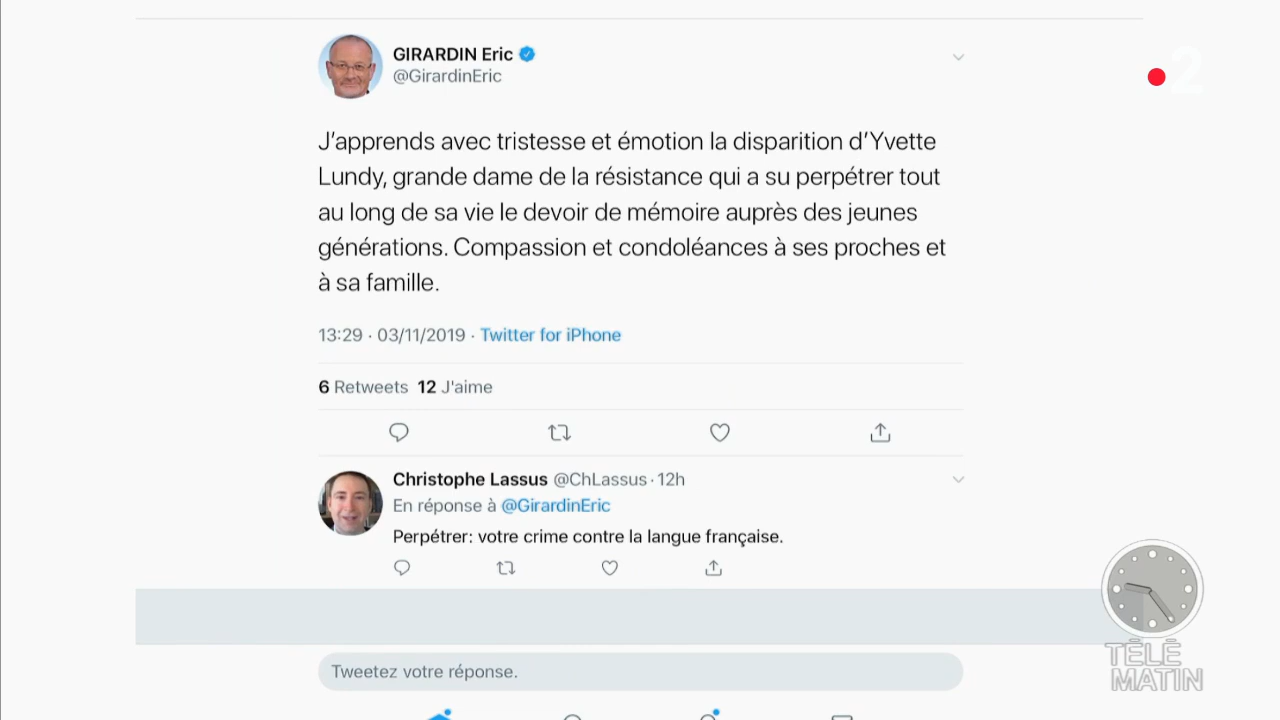 GIRARDIN Eric
@GirardinEric
2
J'apprends avec tristesse et émotion la disparition d'Yvette
Lundy, grande dame de la résistance qui a su perpétrer tout
au long de sa vie le devoir de mémoire auprès des jeunes
générations. Compassion et condoléances à ses proches et
à sa famille.
13:29 · 03/11/2019 · Twitter for iPhone
6 Retweets 12 J'aime
Christophe Lassus @ChLassus · 12h
En réponse à @GirardinEric
Perpétrer: votre crime contre la langue française.
Tweetez votre réponse.
TÉLÉ
MATIN